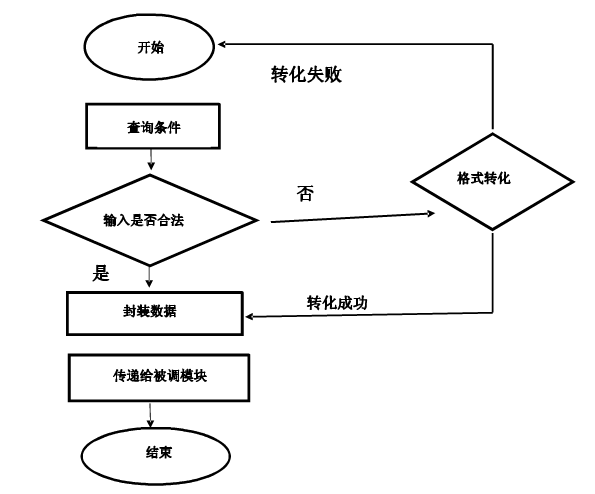 开始
转化失败
查询条件
格式转化
否
输入是否合法
是
转化成功
封装数据
传递给被调模块
结束